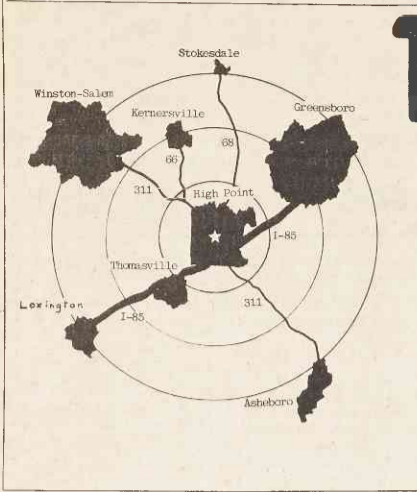 Stokesdale
Winston-Salem
Kernersville
Greensboro
66
68
311
High Point
I-85
Thomasville
Lexington
I-85
311
Asheboro